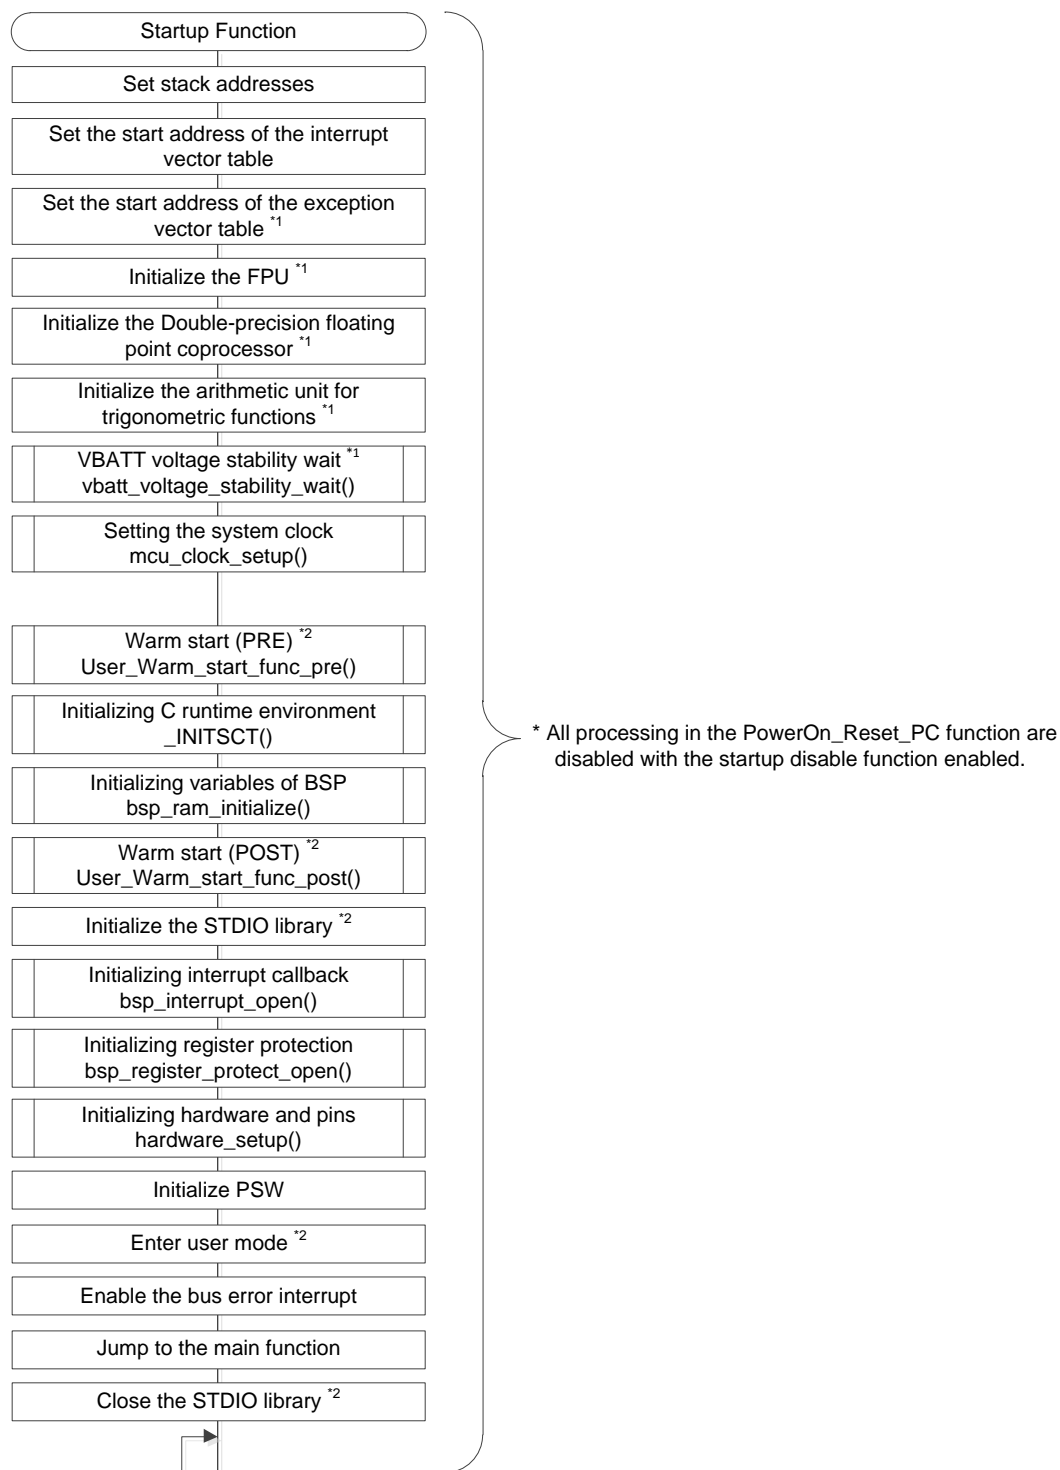 Startup Function
Set stack addresses
Set the start address of the interrupt
vector table
Set the start address of the exception
vector table *1
Initialize the FPU *1
Initialize the Double-precision floating
point coprocessor *1
Initialize the arithmetic unit for
trigonometric functions *1
VBATT voltage stability wait *1
vbatt_voltage_stability_wait()
Setting the system clock
mcu_clock_setup()
Warm start (PRE) *2
User_Warm_start_func_pre()
Initializing C runtime environment
_INITSCT()
Initializing variables of BSP
bsp_ram_initialize()
Warm start (POST) *2
User_Warm_start_func_post()
Initialize the STDIO library *2
Initializing interrupt callback
bsp_interrupt_open()
Initializing register protection
bsp_register_protect_open()
Initializing hardware and pins
hardware_setup()
Initialize PSW
Enter user mode *2
Enable the bus error interrupt
Jump to the main function
Close the STDIO library *2
* All processing in the PowerOn_Reset_PC function are
disabled with the startup disable function enabled.